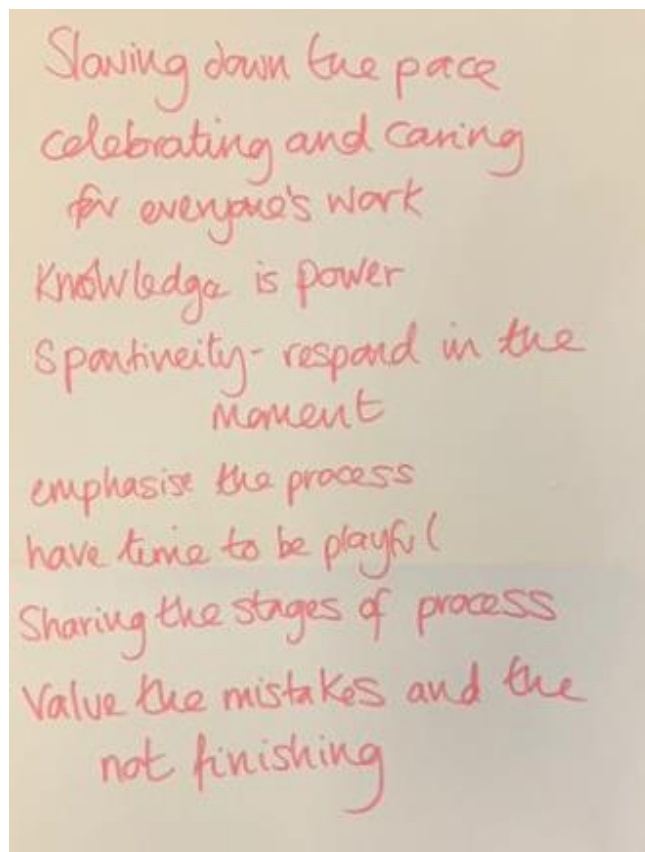 Slowing down the pace
celebrating and caring
for everyone's work
Knowledge is power
Spontineity - respond in the
moment
emphasise the process
have time to be playful
Sharing the stages of process
Value the mistakes and the
not finishing